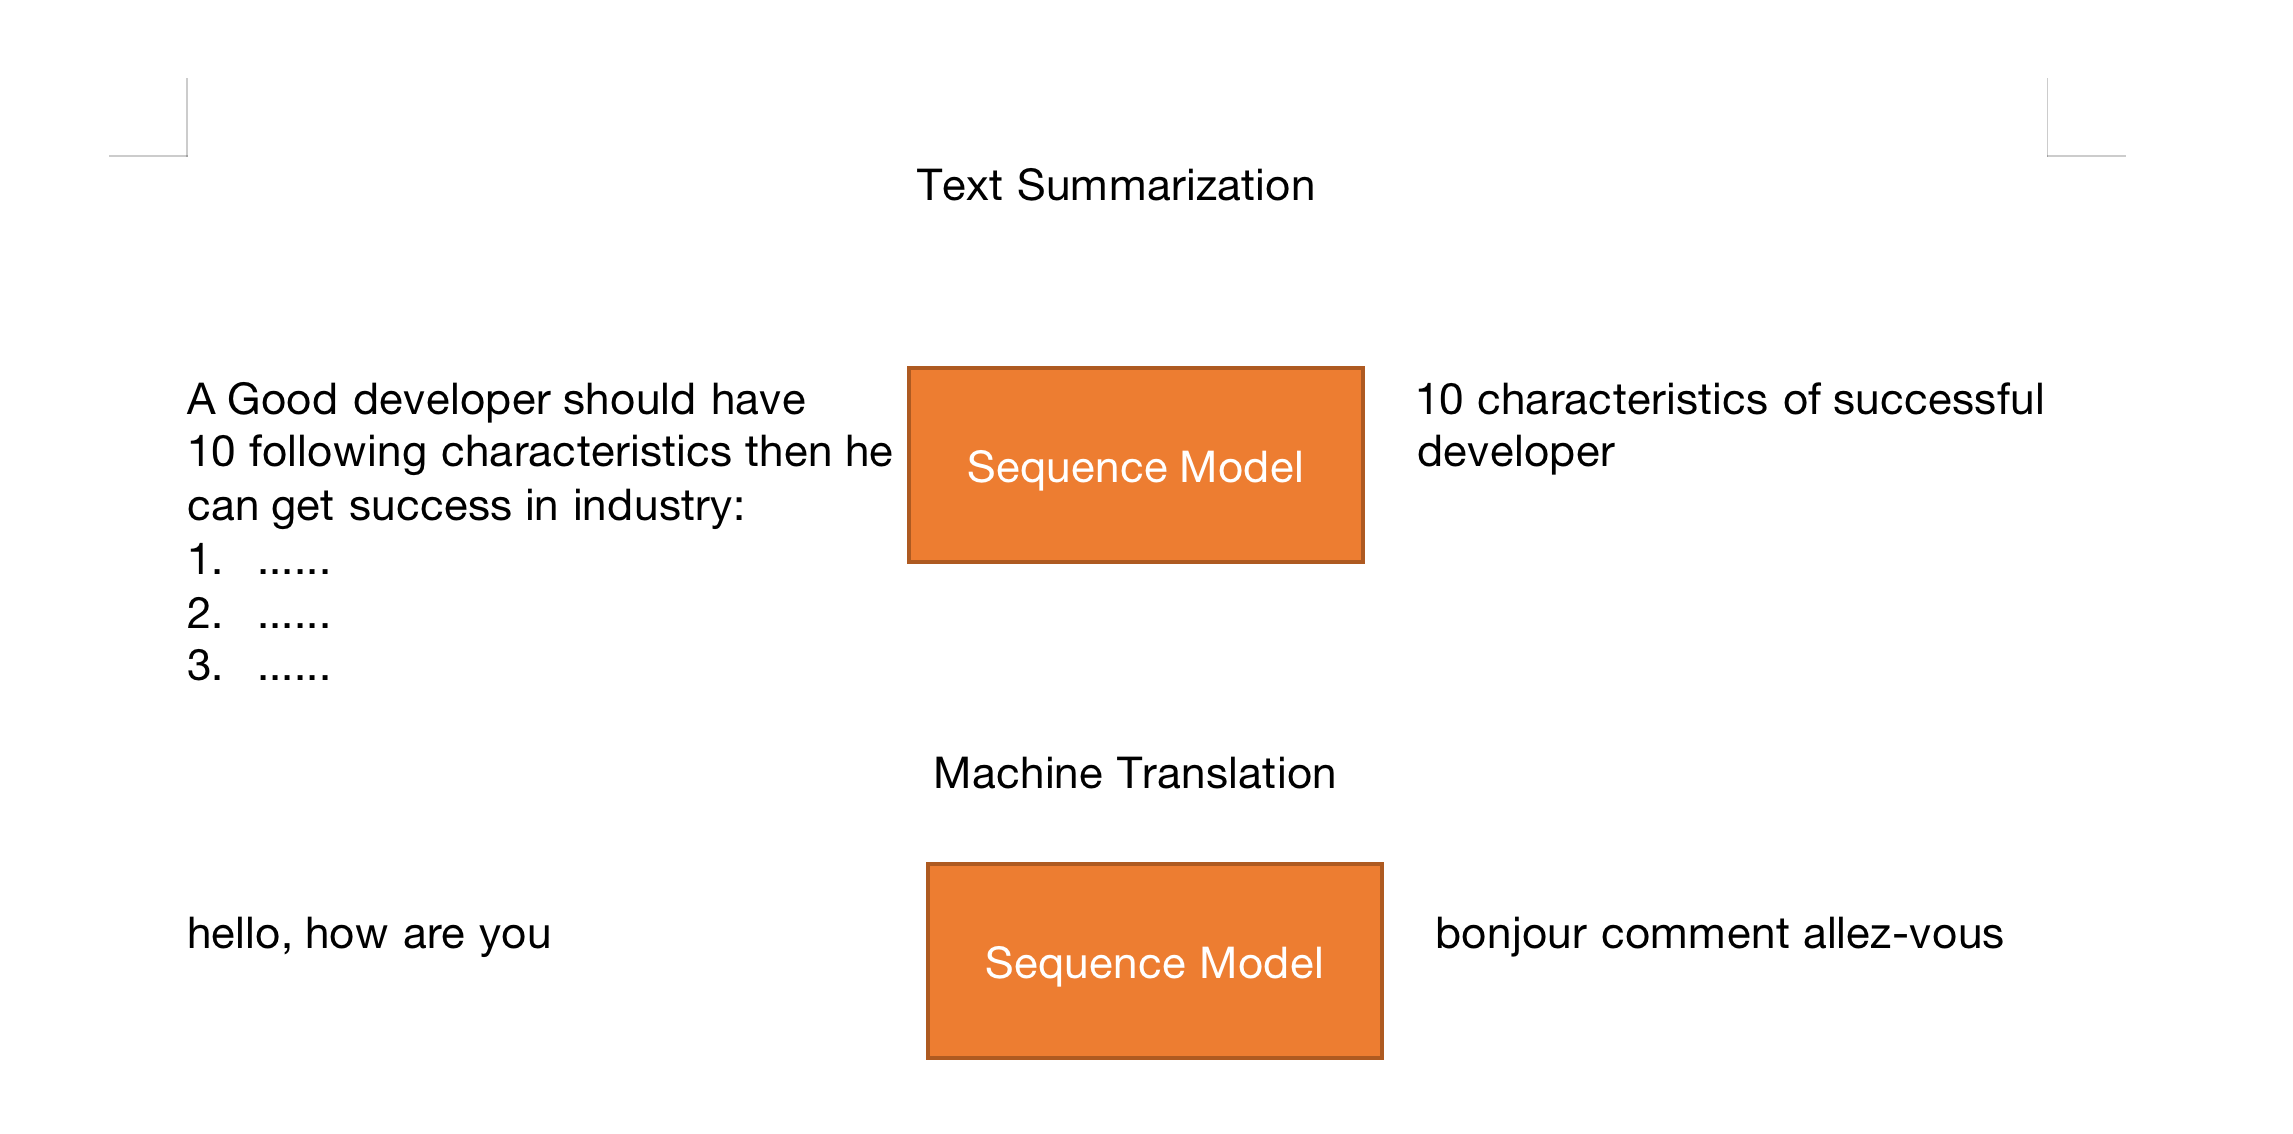 Text Summarization
A Good developer should have
10 following characteristics then he
can get success in industry:
1. ......
2. ......
3. ......
Sequence Model
10 characteristics of successful
developer
Machine Translation
hello, how are you
Sequence Model
bonjour comment allez-vous